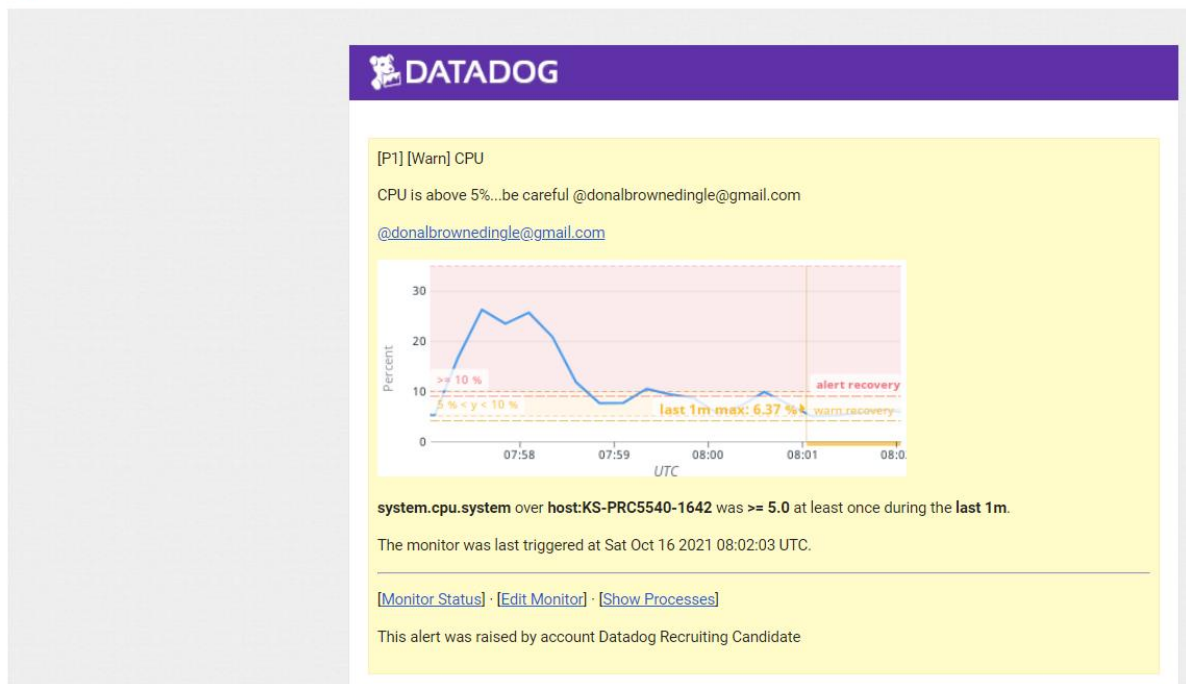 DATADOG
[P1] [Warn] CPU
CPU is above 5%...be careful @donalbrownedingle@gmail.com
@donalbrownedingle@gmail.com
30
20
10
0
Percent
>= 10 %
5 % < y < 10 %
alert recovery
last 1m max: 6.37 %
warn recovery
07:58 07:59 08:00 08:01 08:0
UTC
system.cpu.system over host:KS-PRC5540-1642 was >= 5.0 at least once during the last 1m.
The monitor was last triggered at Sat Oct 16 2021 08:02:03 UTC.
[Monitor Status] · [Edit Monitor] · [Show Processes]
This alert was raised by account Datadog Recruiting Candidate